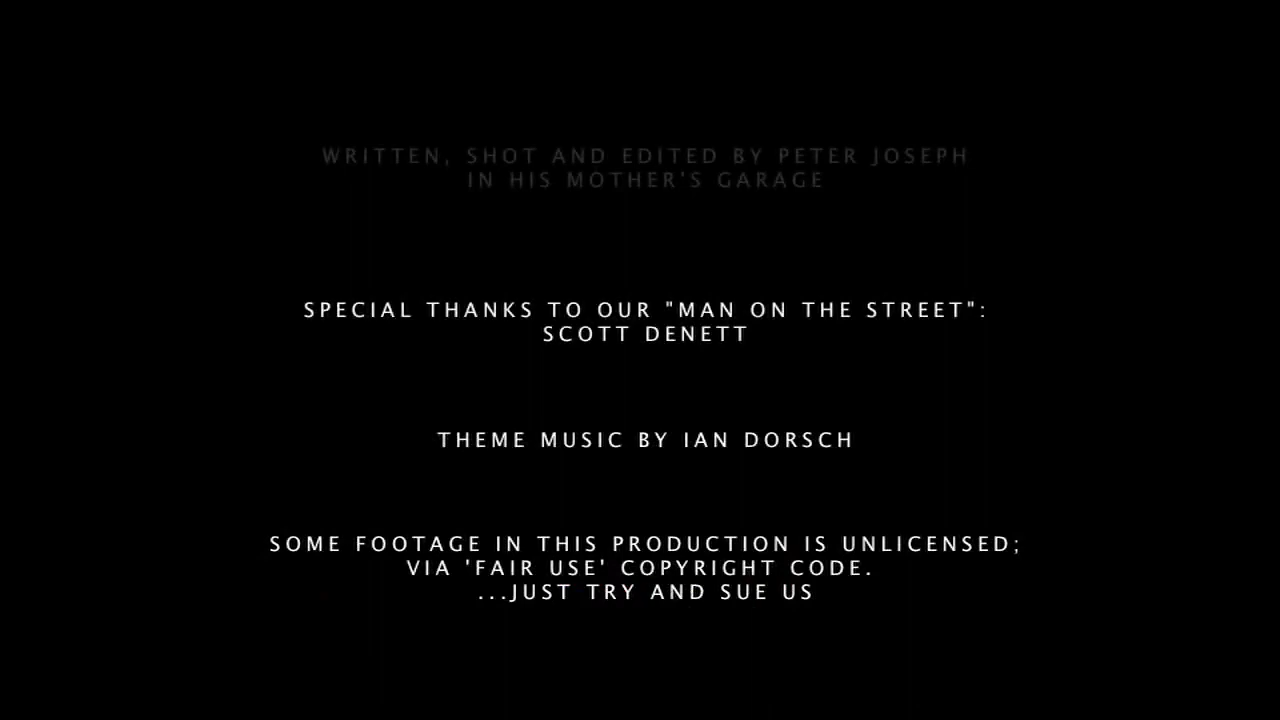 WRITTEN, SHOT AND EDITED BY PETER JOSEPH
IN HIS MOTHER'S GARAGE
SPECIAL THANKS TO OUR "MAN ON THE STREET":
SCOTT DENETT
THEME MUSIC BY IAN DORSCH
SOME FOOTAGE IN THIS PRODUCTION IS UNLICENSED;
VIA 'FAIR USE' COPYRIGHT CODE.
...JUST TRY AND SUE US